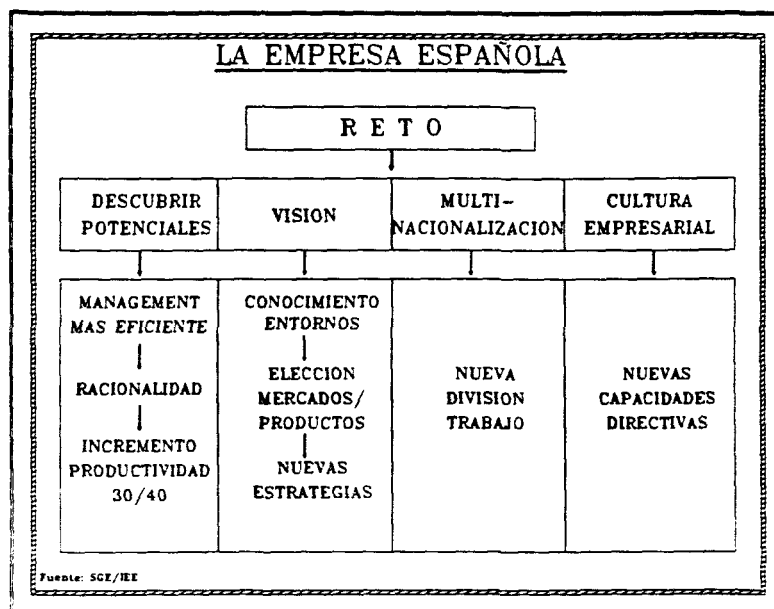 LA EMPRESA ESPAÑOLA
RETO
DESCUBRIR
POTENCIALES
VISION
MULTI-
NACIONALIZACION
CULTURA
EMPRESARIAL
MANAGEMENT
MAS EFICIENTE
RACIONALIDAD
INCREMENTO
PRODUCTIVIDAD
30/40
CONOCIMIENTO
ENTORNOS
ELECCION
MERCADOS/
PRODUCTOS
NUEVAS
ESTRATEGIAS
NUEVA
DIVISION
TRABAJO
NUEVAS
CAPACIDADES
DIRECTIVAS
Fuente: SGE/IEE